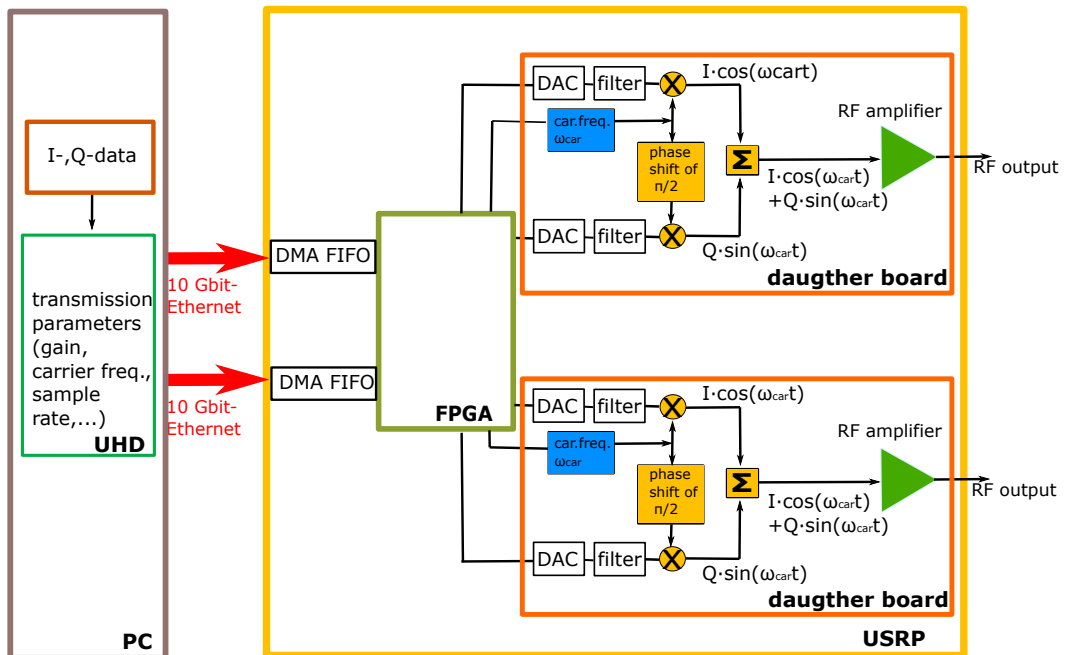 I-,Q-data
transmission
parameters
(gain,
carrier freq.,
sample
rate,...)
UHD
PC
10 Gbit-
Ethernet
10 Gbit-
Ethernet
DMA FIFO
DMA FIFO
FPGA
DAC
filter
X
I·cos(ωcart)
car.freq.
ωcar
phase
shift of
π/2
Σ
RF amplifier
I·cos(ωcart)
+Q·sin(ωcart)
RF output
DAC
filter
X
Q·sin(ωcart)
daugther board
DAC
filter
X
I·cos(ωcart)
car.freq.
ωcar
phase
shift of
π/2
Σ
RF amplifier
I·cos(ωcart)
+Q·sin(ωcart)
RF output
DAC
filter
X
Q·sin(ωcart)
daugther board
USRP